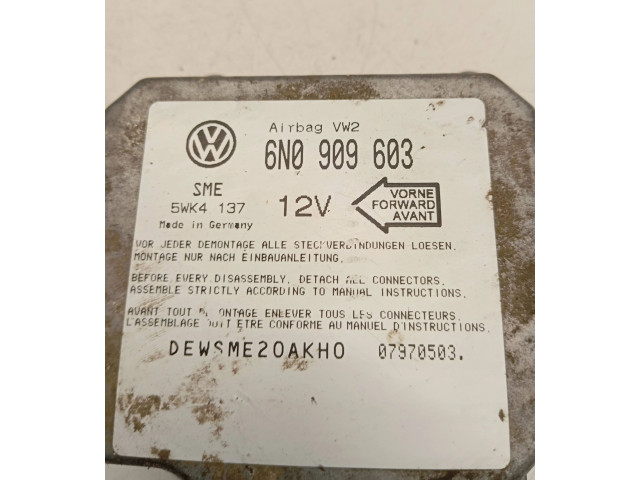 Airbag VW2
6N0 909 603
SME
5WK4 137
12V
VORNE
FORWARD
AVANT
Made in Germany
VOR JEDER DEMONTAGE ALLE STECKVERBINDUNGEN LOESEN.
MONTAGE NUR NACH EINBAUANLEITUNG.
BEFORE EVERY DISASSEMBLY, DETACH ALL CONNECTORS.
ASSEMBLE STRICTLY ACCORDING TO MANUAL INSTRUCTIONS.
AVANT TOUT DEMONTAGE ENLEVER TOUS LES CONNECTEURS.
L'ASSEMBLAGE DOIT ETRE CONFORME AU MANUEL D'INSTRUCTIONS.
DEWSME20AKHO 07970503.